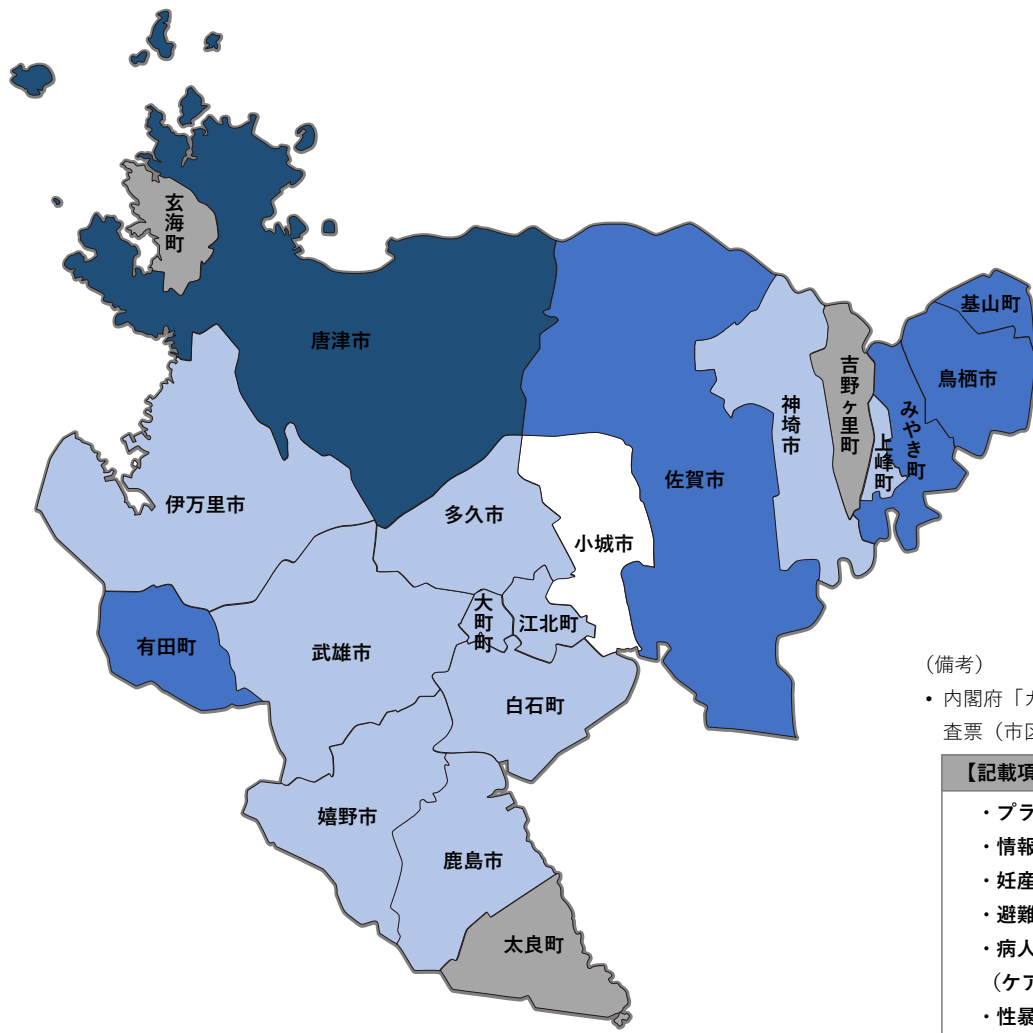 玄海町
唐津市
基山町
鳥栖市
吉野ヶ里町
みやき町
神埼市
上峰町
佐賀市
伊万里市
多久市
小城市
大町町
江北町
有田町
武雄市
白石町
嬉野市
鹿島市
太良町
(備考)
• 内閣府「
査票(市区
【記載項
・プラ
・情報
・妊産
・避難
・病人
(ケア
・性暴